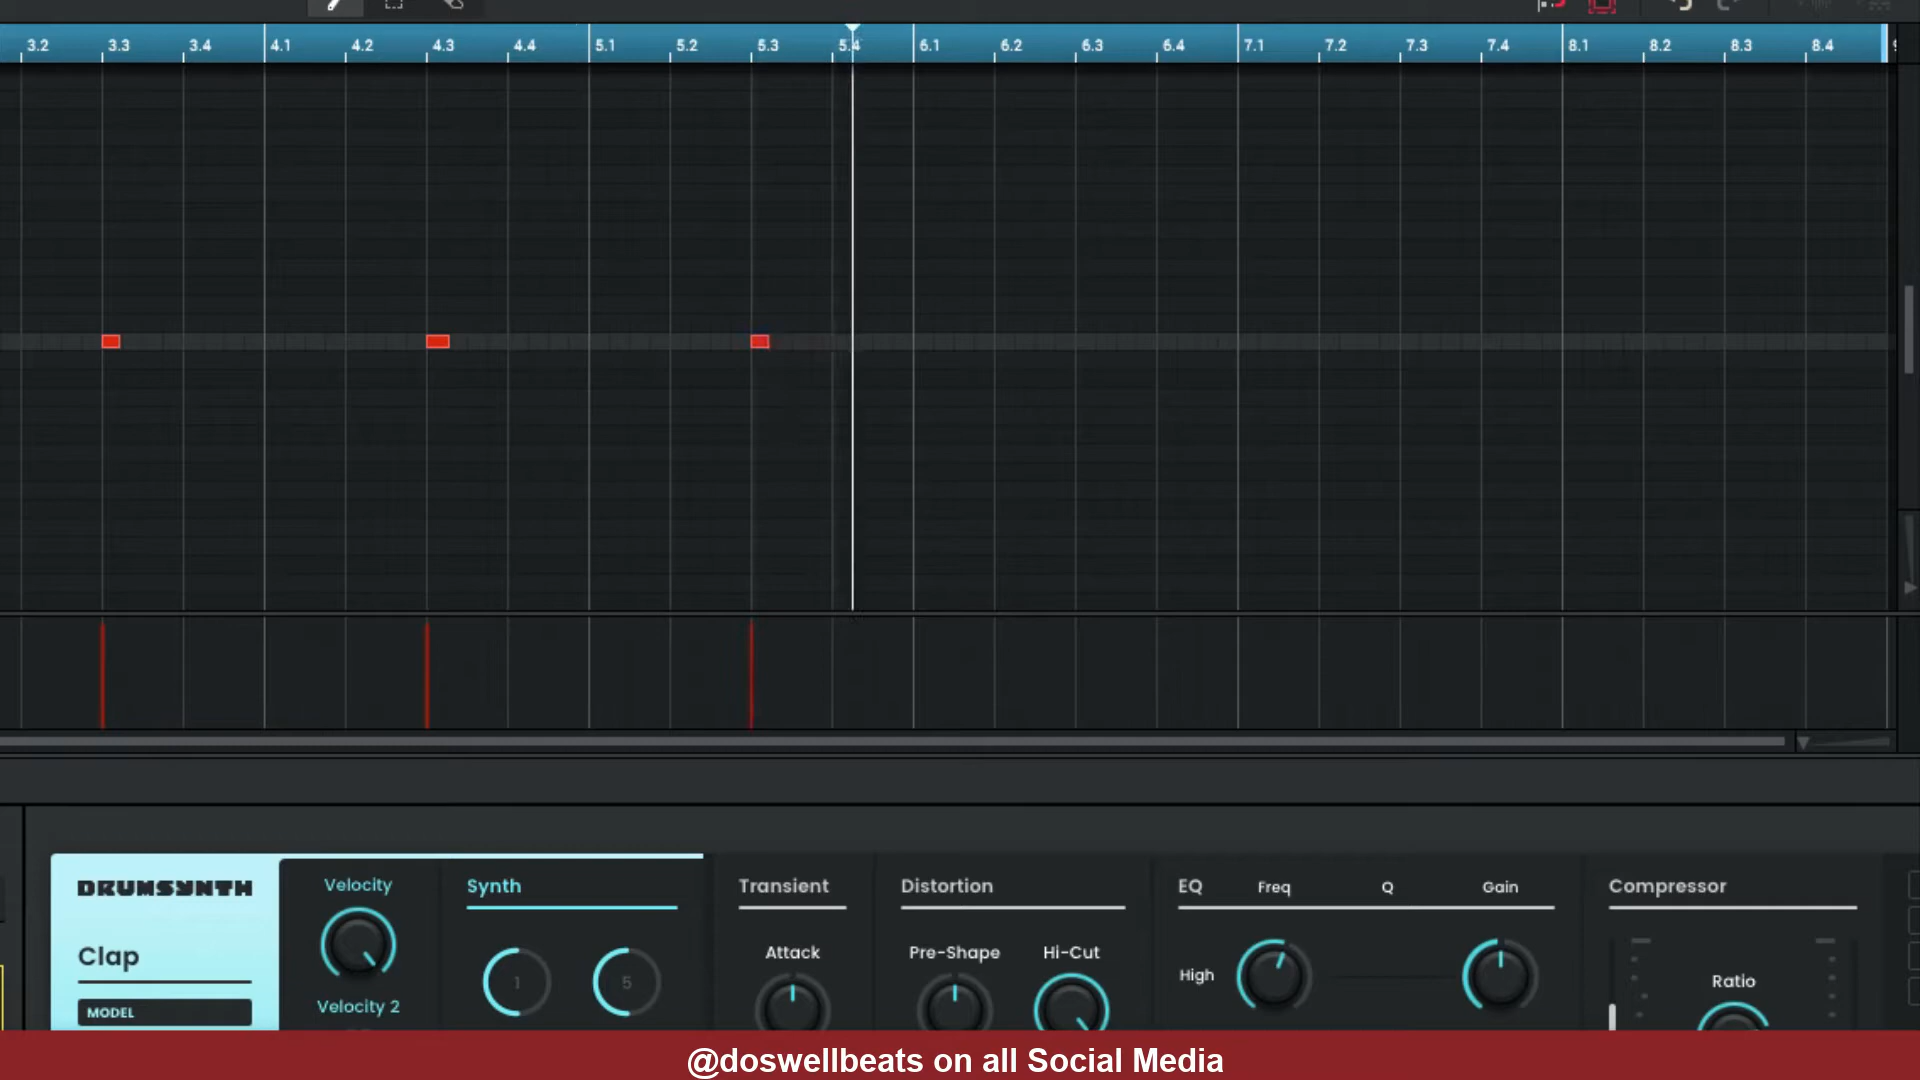 3.2 3.3 3.4 4.1 4.2 4.3 4.4 5.1 5.2 5.3 5.4 6.1 6.2 6.3 6.4 7.1 7.2 7.3 7.4 8.1 8.2 8.3 8.4
DRUMSYNTH
Clap
MODEL
Velocity
Velocity 2
Synth
1 5
Transient
Attack
Distortion
Pre-Shape Hi-Cut
EQ Freq Q Gain
High
Compressor
Ratio
@doswellbeats on all Social Media